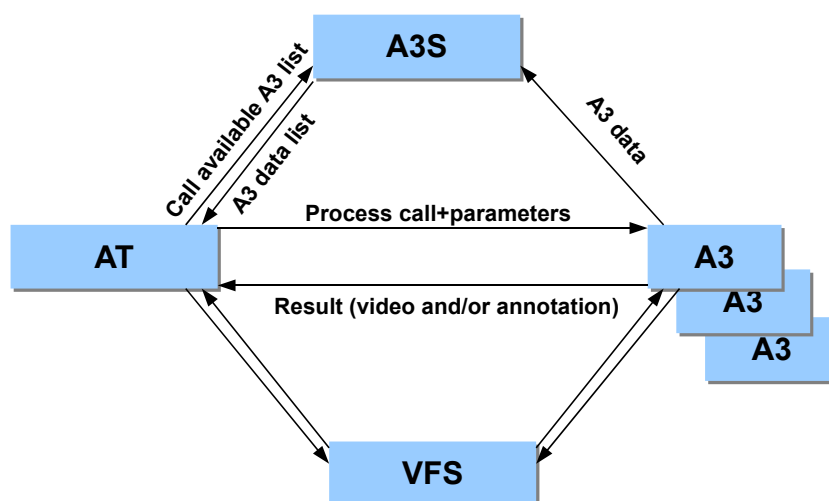 A3S
Call available A3 list
A3 data list
A3 data
Process call+parameters
AT
A3
Result (video and/or annotation)
A3
A3
VFS